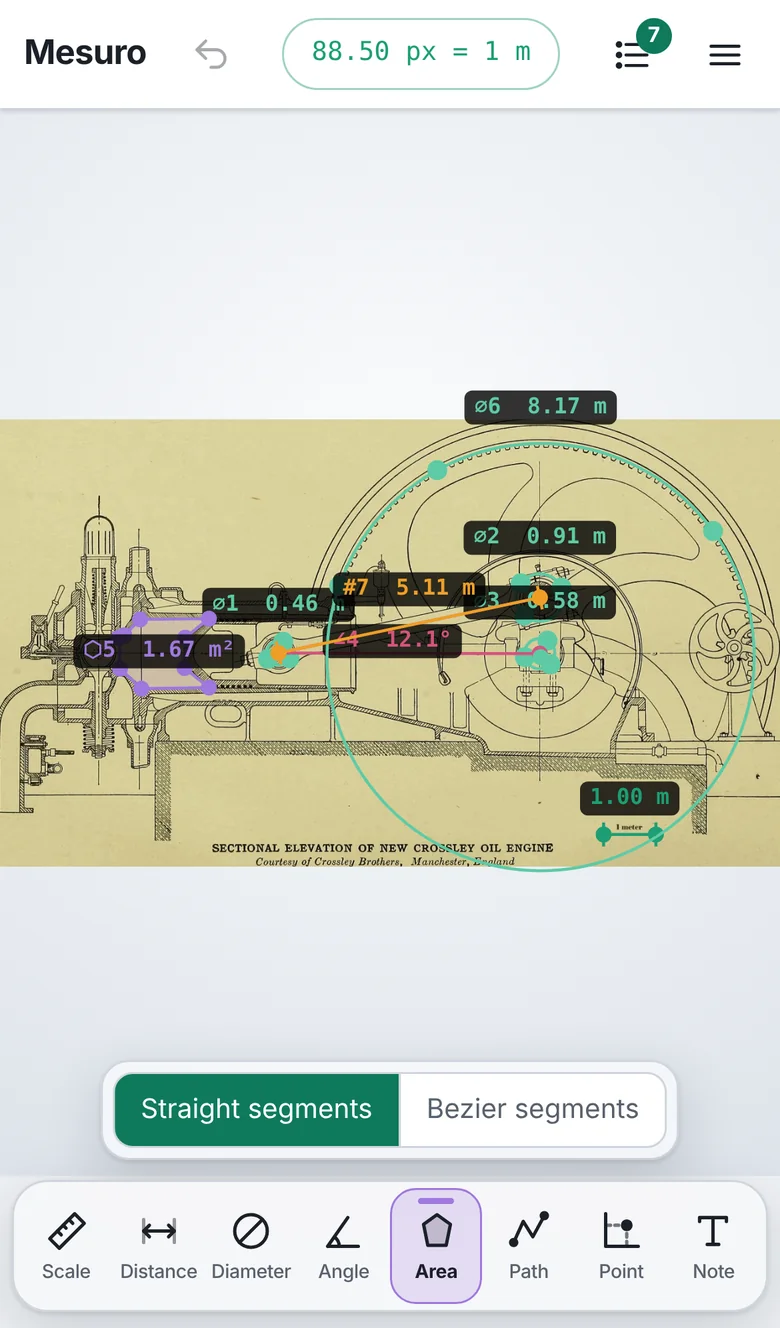 Mesuro
88.50 px = 1 m
7
⌀6 8.17 m
⌀2 0.91 m
#7 5.11 m
⌀1 0.46
.58 m
∠4 12.1°
⬡5 1.67 m²
1.00 m
1 meter
SECTIONAL ELEVATION OF NEW CROSSLEY OIL ENGINE
Courtesy of Crossley Brothers, Manchester, England
Straight segments
Bezier segments
Scale
Distance
Diameter
Angle
Area
Path
Point
Note